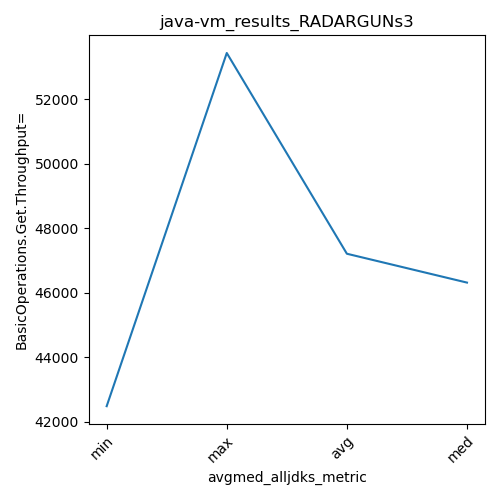 java-vm_results_RADARGUNs3
BasicOperations.Get.Throughput=
52000
50000
48000
46000
44000
42000
min
max
avg
med
avgmed_alljdks_metric